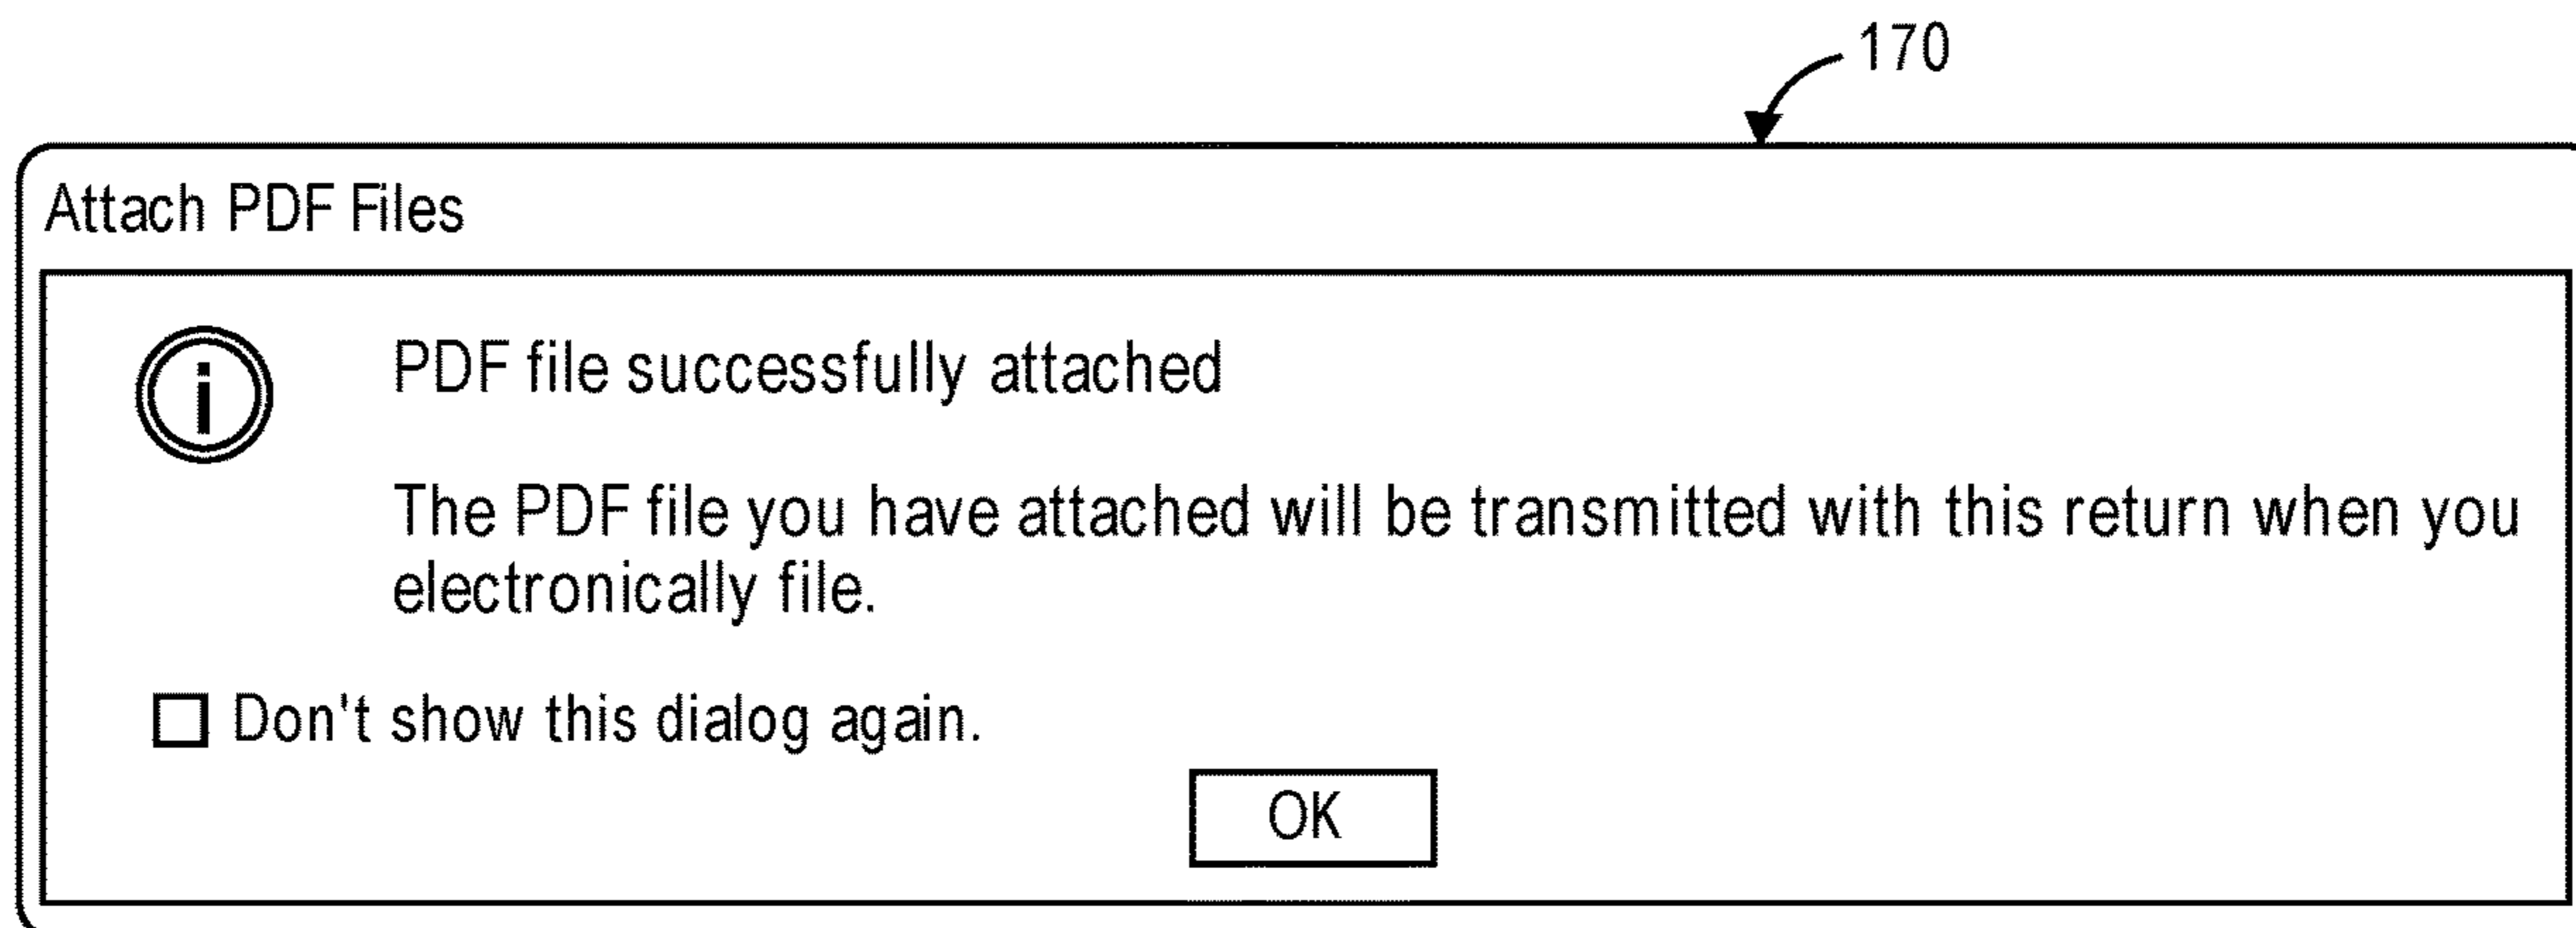 170
Attach PDF Files
i
PDF file successfully attached
The PDF file you have attached will be transmitted with this return when you
electronically file.
Don't show this dialog again.
OK